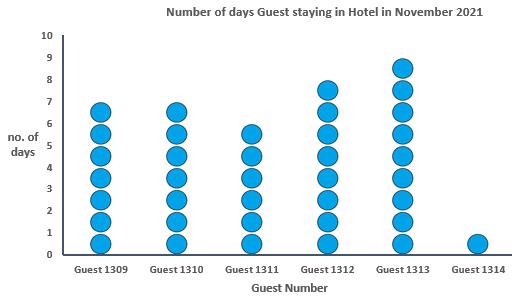 Number of days Guest staying in Hotel in November 2021
10
9
8
7
6
5
4
3
2
1
0
no. of
days
Guest 1309 Guest 1310 Guest 1311 Guest 1312 Guest 1313 Guest 1314
Guest Number